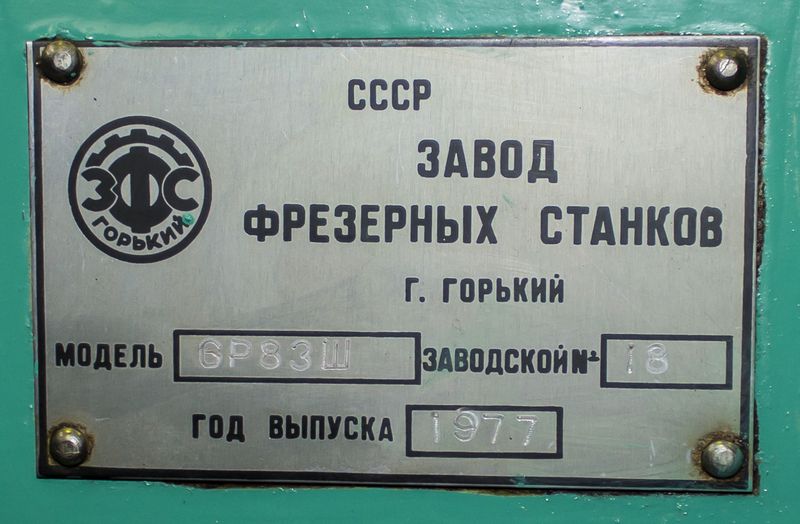 СССР
ЗАВОД
ЗФС
ГОРЬКИЙ
ФРЕЗЕРНЫХ СТАНКОВ
Г. ГОРЬКИЙ
МОДЕЛЬ 6Р83Ш ЗАВОДСКОЙ № 18
ГОД ВЫПУСКА 1977